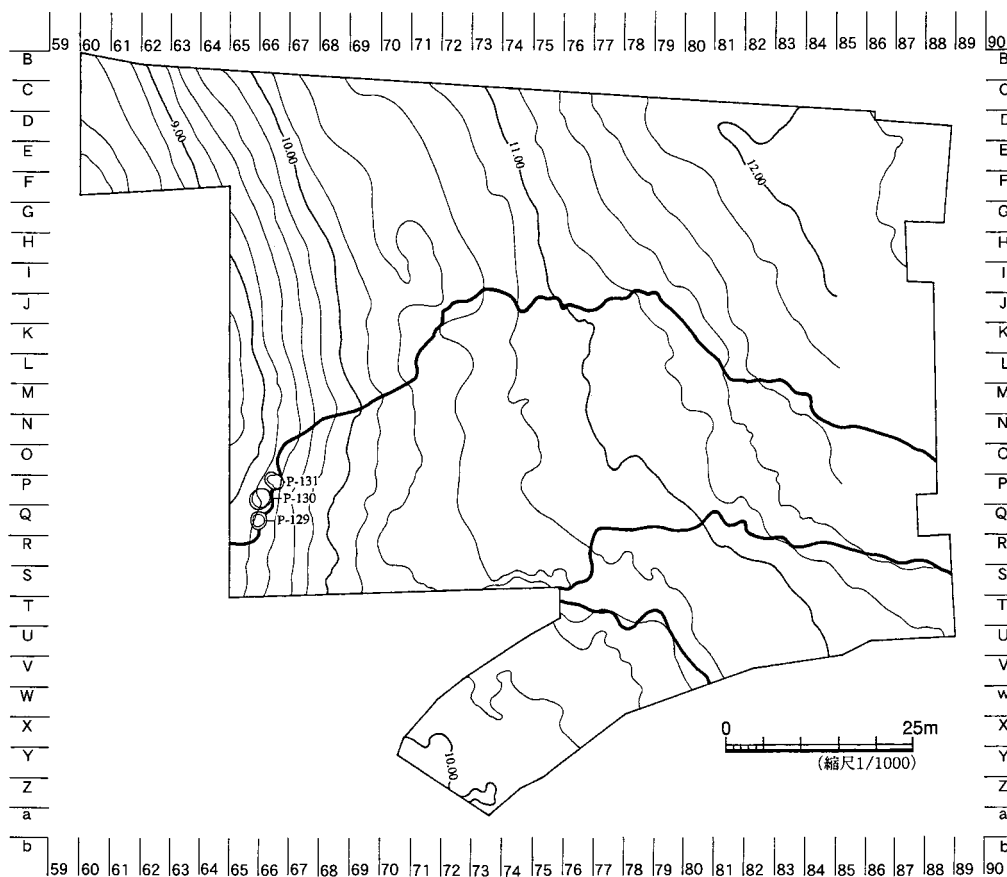 59 60 61 62 63 64 65 66 67 68 69 70 71 72 73 74 75 76 77 78 79 80 81 82 83 84 85 86 87 88 89 90
B B
C C
D D
E E
F F
G G
H H
I I
J J
K K
L L
M M
N N
O O
P P
Q Q
R R
S S
T T
U U
V V
W w
X X
Y Y
Z Z
a a
b b
9.00
10.00
11.00
12.00
P-131
P-130
P-129
10.00
0 25m
(縮尺1/1000)
59 60 61 62 63 64 65 66 67 68 69 70 71 72 73 74 75 76 77 78 79 80 81 82 83 84 85 86 87 88 89 90